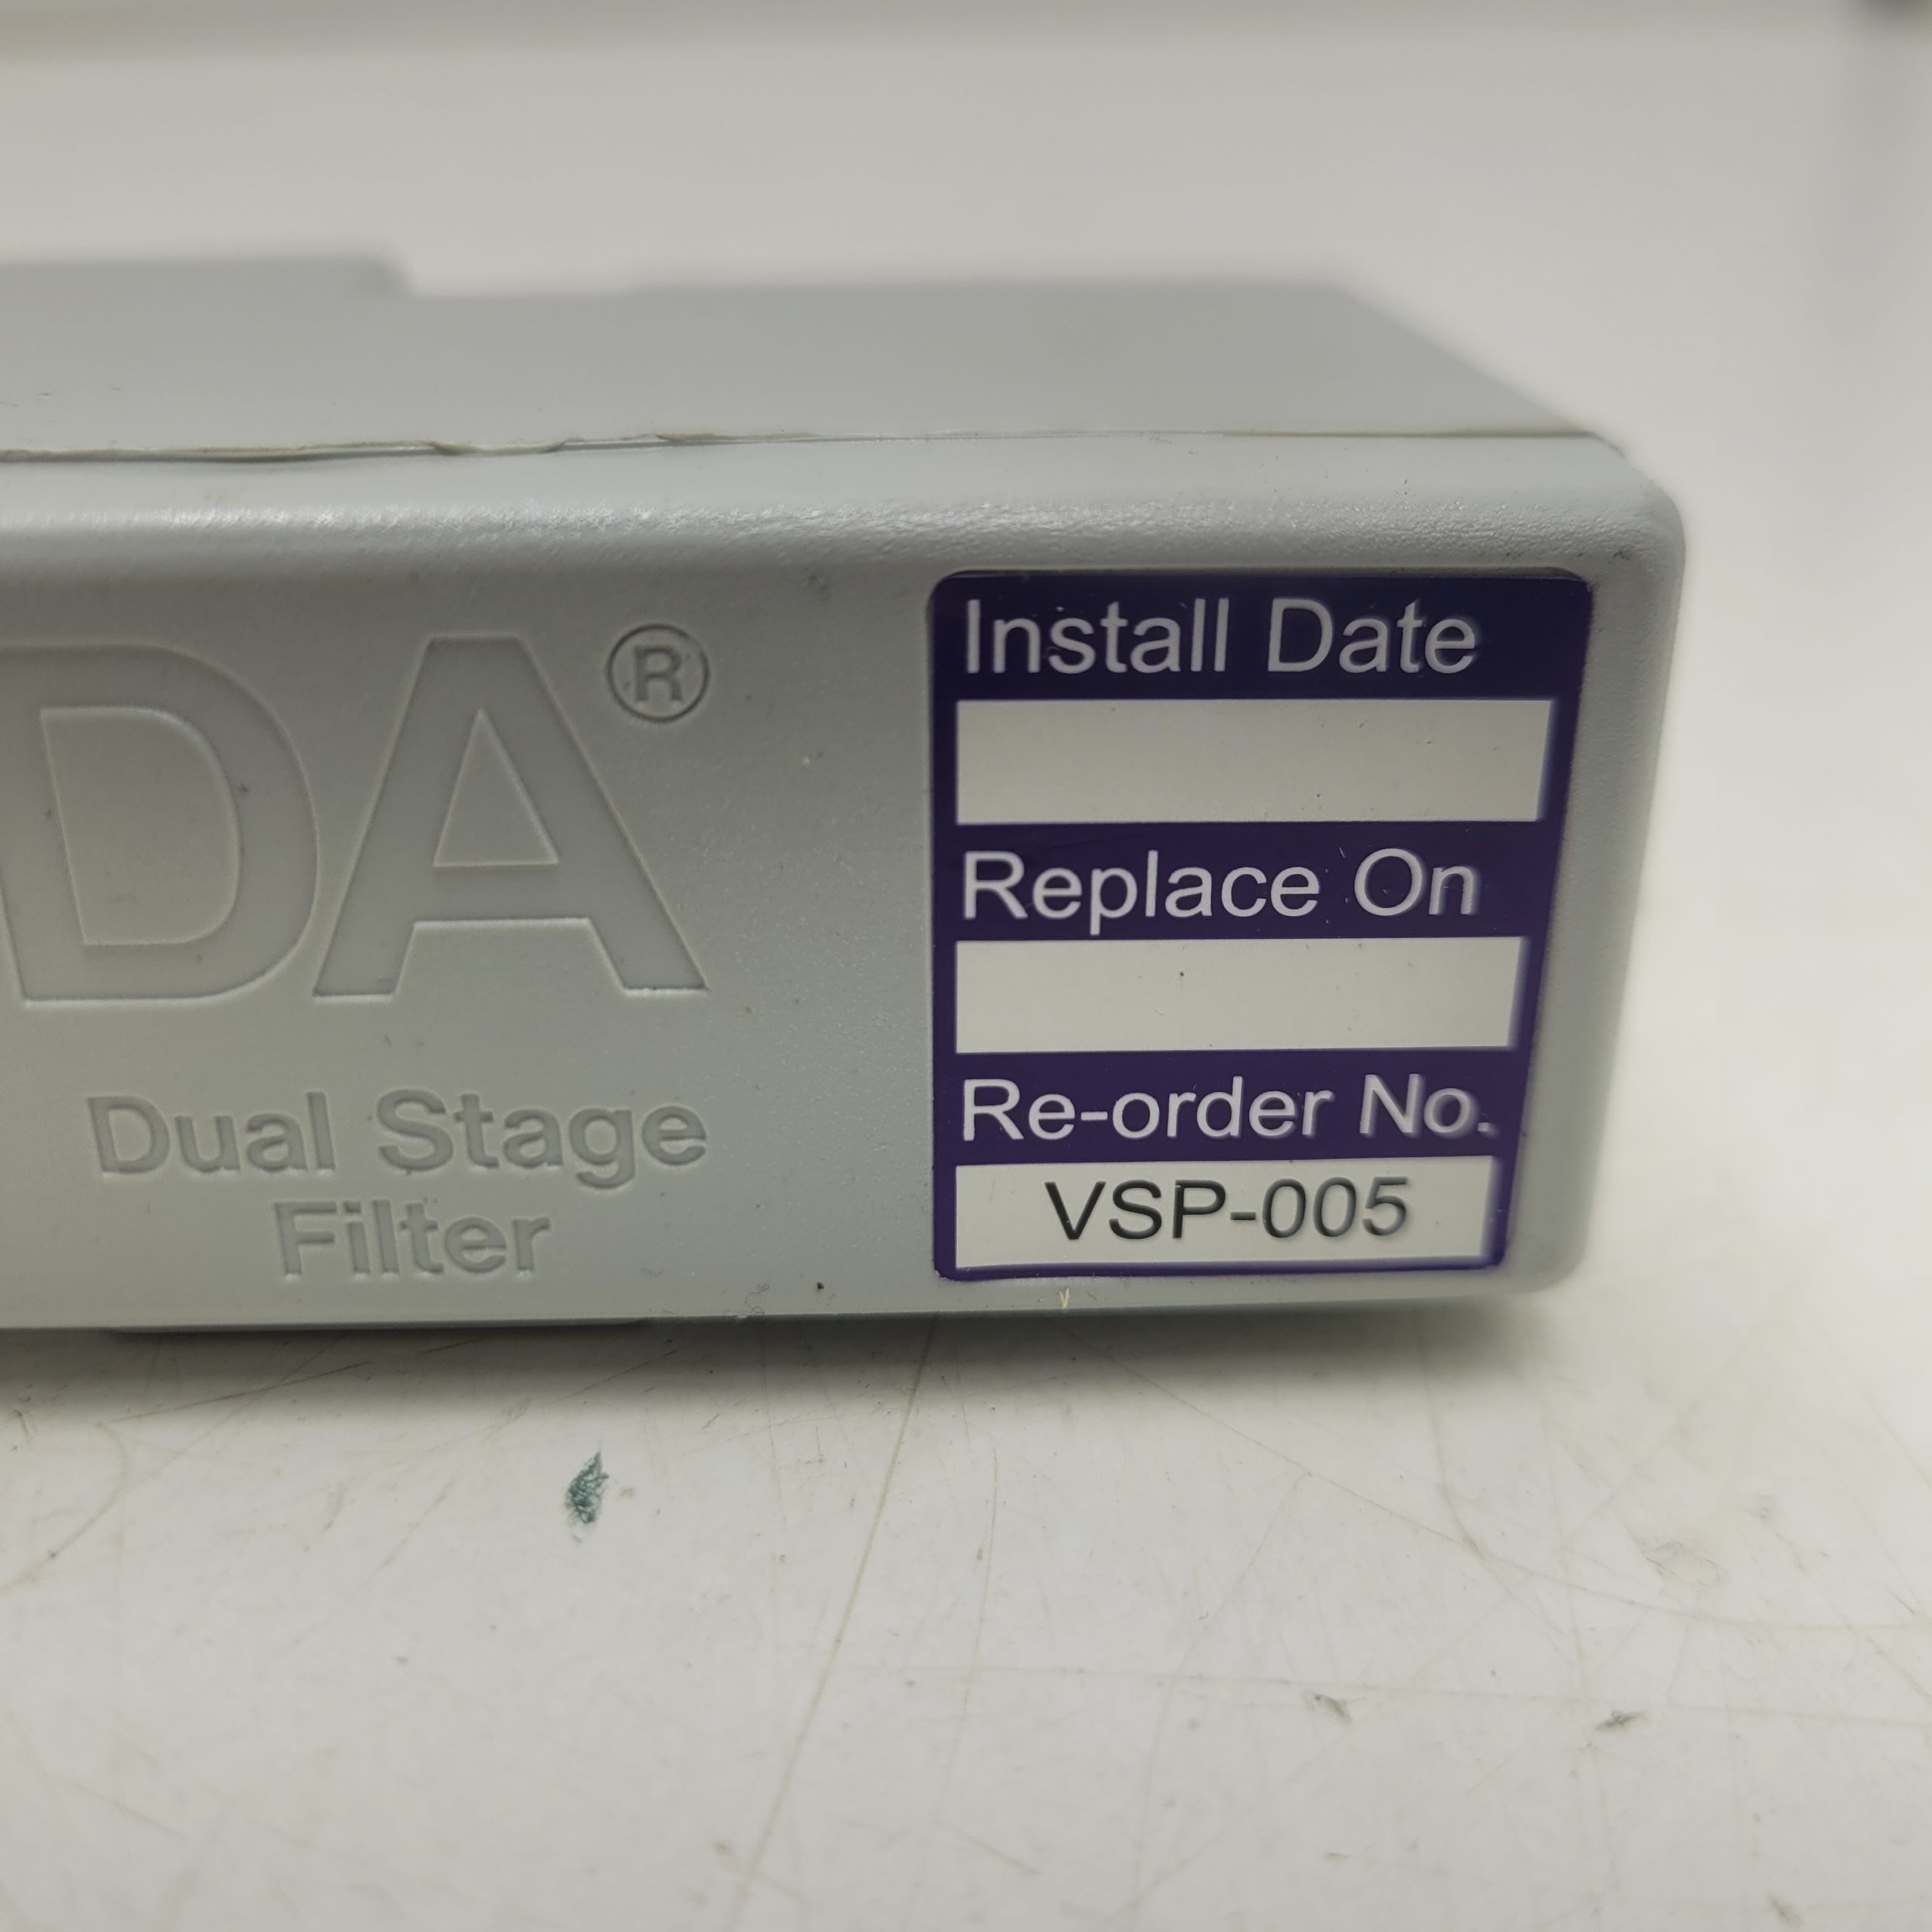 DA®
Dual Stage
Filter
Install Date
Replace On
Re-order No.
VSP-005